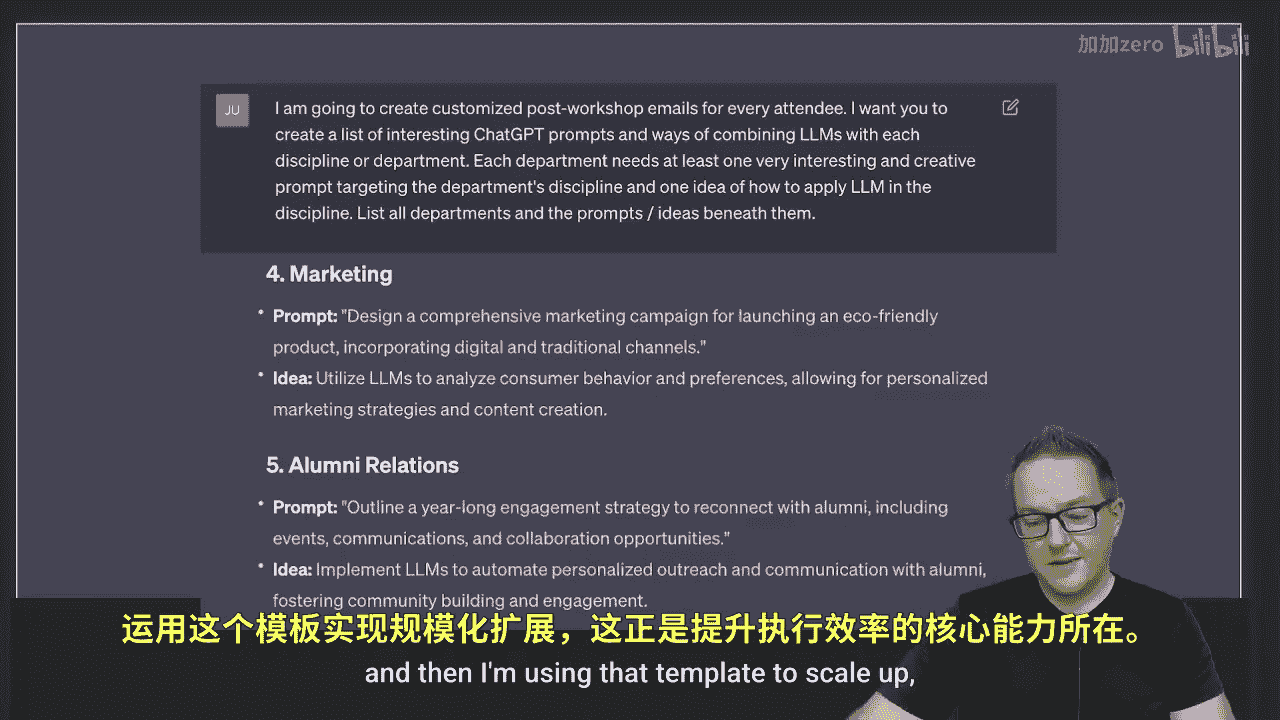 加加zero bilibili
JU
I am going to create customized post-workshop emails for every attendee. I want you to
create a list of interesting ChatGPT prompts and ways of combining LLMs with each
discipline or department. Each department needs at least one very interesting and creative
prompt targeting the department's discipline and one idea of how to apply LLM in the
discipline. List all departments and the prompts / ideas beneath them.
4. Marketing
• Prompt: "Design a comprehensive marketing campaign for launching an eco-friendly
product, incorporating digital and traditional channels."
• Idea: Utilize LLMs to analyze consumer behavior and preferences, allowing for personalized
marketing strategies and content creation.
5. Alumni Relations
• Prompt: "Outline a year-long engagement strategy to reconnect with alumni, including
events, communications, and collaboration opportunities."
• Idea: Implement LLMs to automate personalized outreach and communication with alumni,
fostering community building and engagement.
运用这个模板实现规模化扩展，这正是提升执行效率的核心能力所在。
and then I'm using that template to scale up,